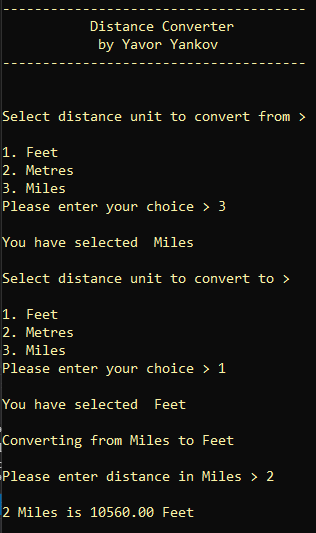 --------------------------------------
Distance Converter
by Yavor Yankov
--------------------------------------
Select distance unit to convert from >
1. Feet
2. Metres
3. Miles
Please enter your choice > 3
You have selected  Miles
Select distance unit to convert to >
1. Feet
2. Metres
3. Miles
Please enter your choice > 1
You have selected  Feet
Converting from Miles to Feet
Please enter distance in Miles > 2
2 Miles is 10560.00 Feet